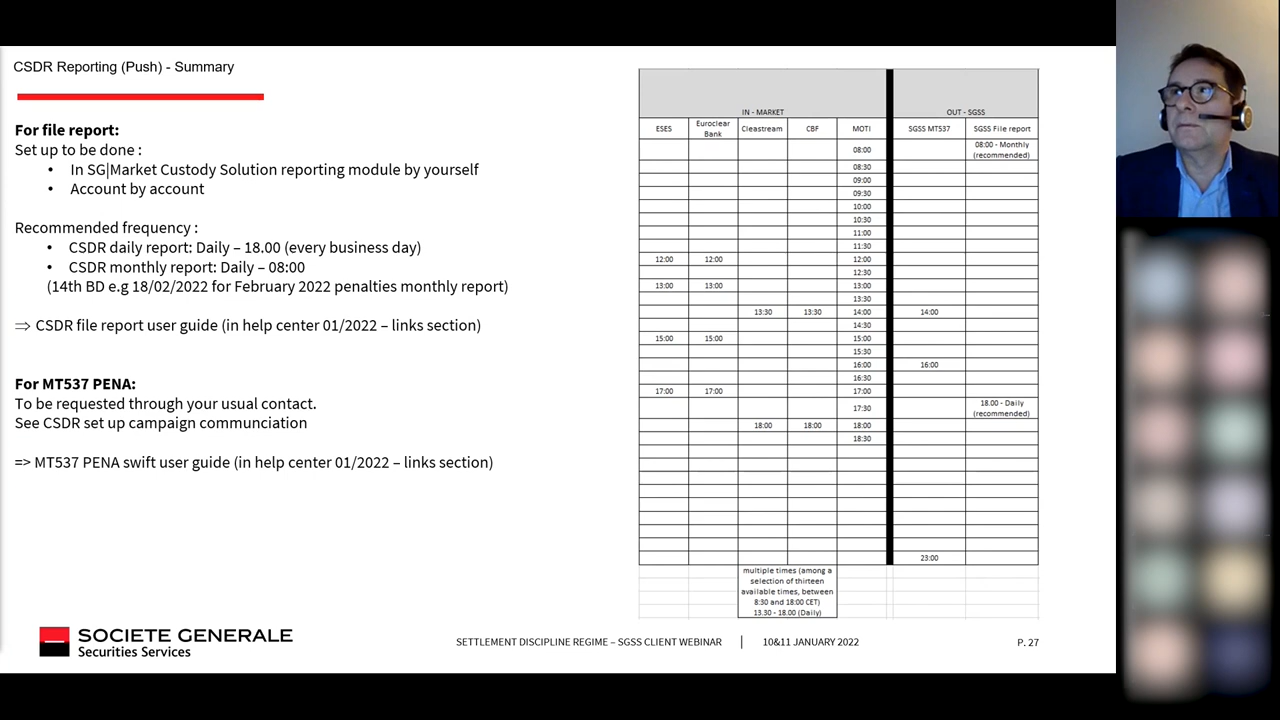 CSDR Reporting (Push) - Summary
For file report:
Set up to be done :
• In SG|Market Custody Solution reporting module by yourself
• Account by account
Recommended frequency :
• CSDR daily report: Daily – 18.00 (every business day)
• CSDR monthly report: Daily – 08:00
(14th BD e.g 18/02/2022 for February 2022 penalties monthly report)
⇒ CSDR file report user guide (in help center 01/2022 – links section)
For MT537 PENA:
To be requested through your usual contact.
See CSDR set up campaign communciation
=> MT537 PENA swift user guide (in help center 01/2022 – links section)
IN - MARKET OUT - SGSS
ESES Euroclear Bank Cleastream CBF MOTI SGSS MT537 SGSS File report
08:00 08:00 - Monthly (recommended)
08:30
09:00
09:30
10:00
10:30
11:00
11:30
12:00 12:00 12:00
12:30
13:00 13:00 13:00
13:30
13:30 13:30 14:00 14:00
14:30
15:00 15:00 15:00
15:30
16:00 16:00
16:30
17:00 17:00 17:00
17:30 18.00 - Daily (recommended)
18:00 18:00 18:00
18:30
23:00
multiple times (among a
selection of thirteen
available times, between
8:30 and 18:00 CET)
13.30 - 18.00 (Daily)
SOCIETE GENERALE
Securities Services
SETTLEMENT DISCIPLINE REGIME – SGSS CLIENT WEBINAR | 10&11 JANUARY 2022 P. 27